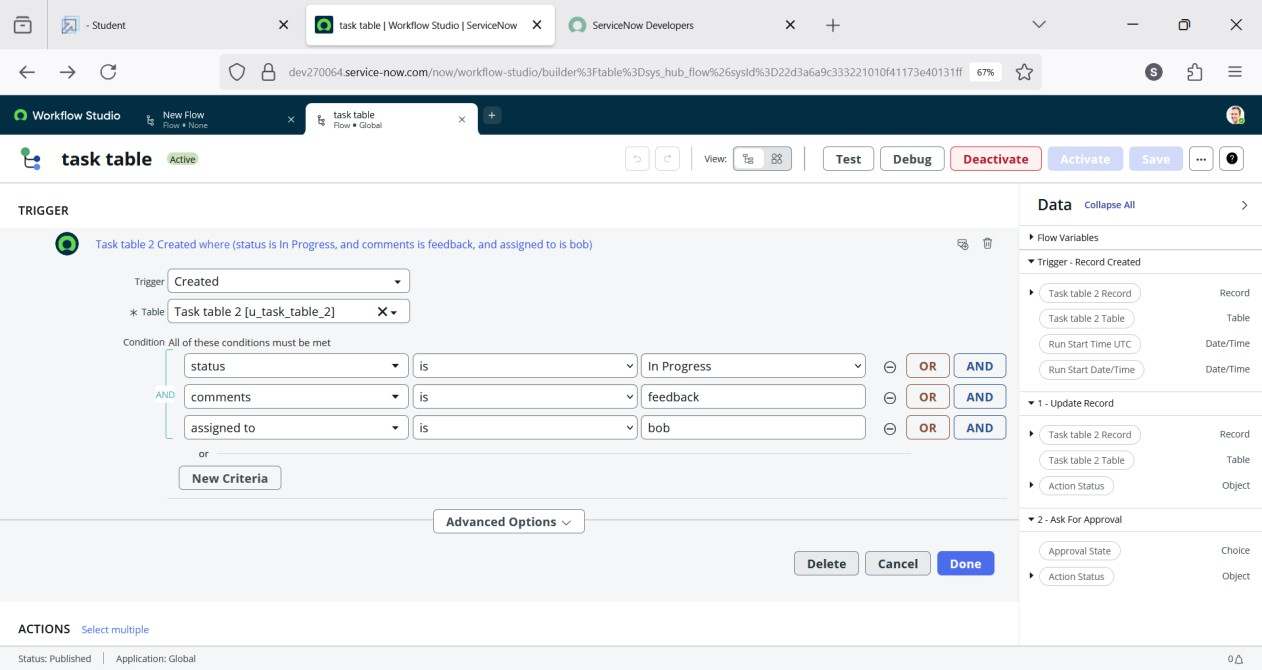 - Student
task table | Workflow Studio | ServiceNow
ServiceNow Developers
dev270064.service-now.com/now/workflow-studio/builder%3Ftable%3Dsys_hub_flow%26sysId%3D22d3a6a9c333221010f41173e40131ff
67%
S
Workflow Studio
New Flow
Flow • None
task table
Flow • Global
task table
Active
View:
Test
Debug
Deactivate
Activate
Save
TRIGGER
Task table 2 Created where (status is In Progress, and comments is feedback, and assigned to is bob)
Trigger
Created
* Table
Task table 2 [u_task_table_2]
Condition All of these conditions must be met
status
is
In Progress
OR
AND
AND
comments
is
feedback
OR
AND
assigned to
is
bob
OR
AND
or
New Criteria
Advanced Options
Delete
Cancel
Done
ACTIONS
Select multiple
Data
Collapse All
Flow Variables
Trigger - Record Created
Task table 2 Record
Record
Task table 2 Table
Table
Run Start Time UTC
Date/Time
Run Start Date/Time
Date/Time
1 - Update Record
Task table 2 Record
Record
Task table 2 Table
Table
Action Status
Object
2 - Ask For Approval
Approval State
Choice
Action Status
Object
Status: Published
Application: Global
0